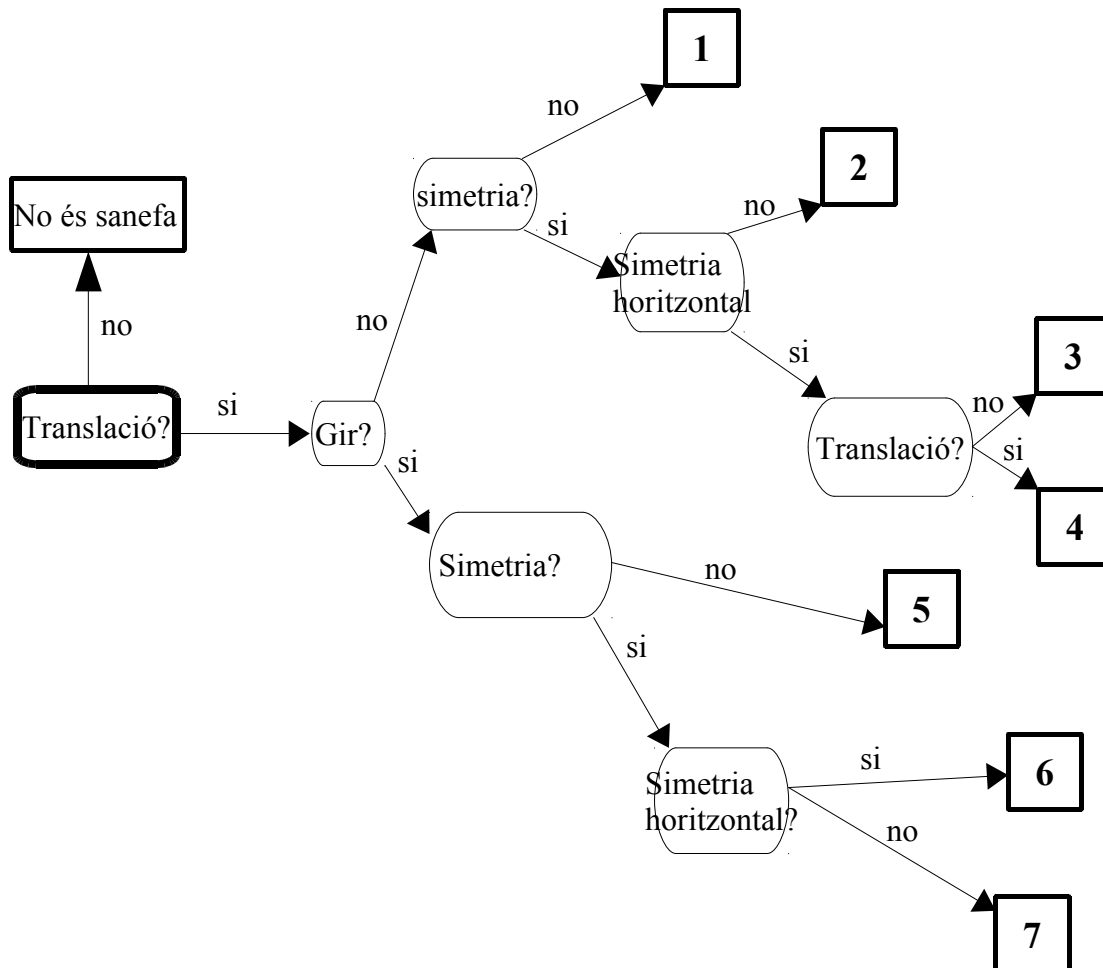 1
no
simetria?
2
No és sanefa
si
no
Simetria
horitzontal
no
no
si
3
Translació?
si
Gir?
no
Translació?
si
si
4
Simetria?
no
5
si
Simetria
horitzontal?
si
6
no
7